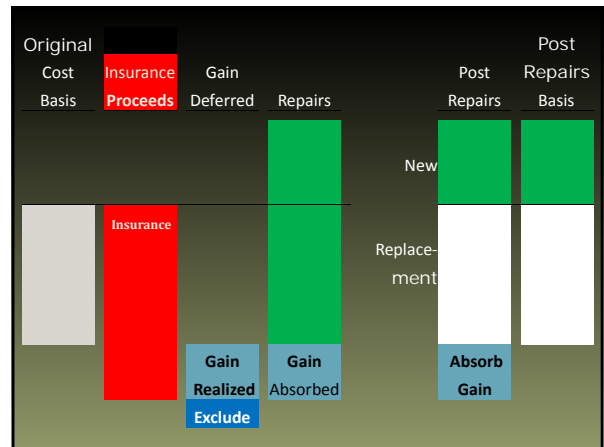 Original
Cost
Basis
Insurance
Proceeds
Gain
Deferred
Repairs
Post
Repairs
Post
Repairs
Basis
New
Insurance
Replace-
ment
Gain
Realized
Exclude
Gain
Absorbed
Absorb
Gain